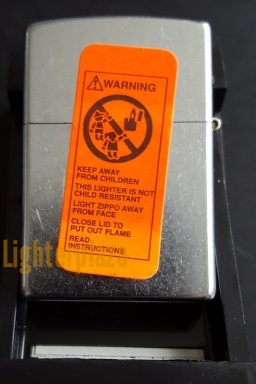 WARNING
KEEP AWAY
FROM CHILDREN
THIS LIGHTER IS NOT
CHILD RESISTANT
LIGHT ZIPPO AWAY
FROM FACE
CLOSE LID TO
PUT OUT FLAME
READ
INSTRUCTIONS
Lighterplaza